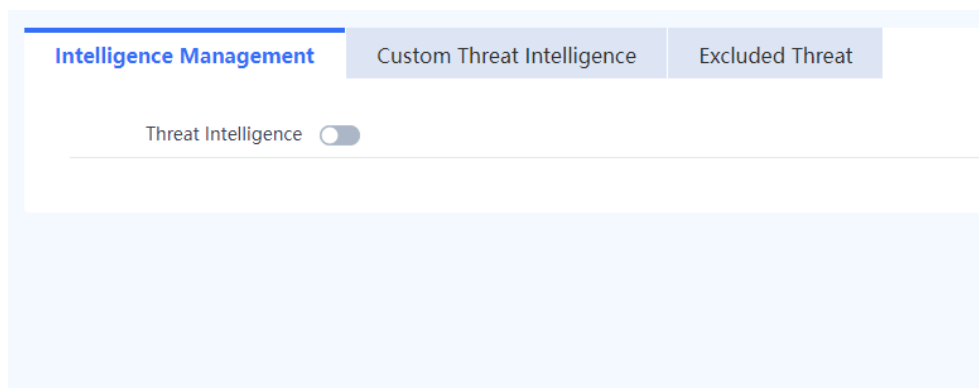 Intelligence Management Custom Threat Intelligence Excluded Threat
Threat Intelligence